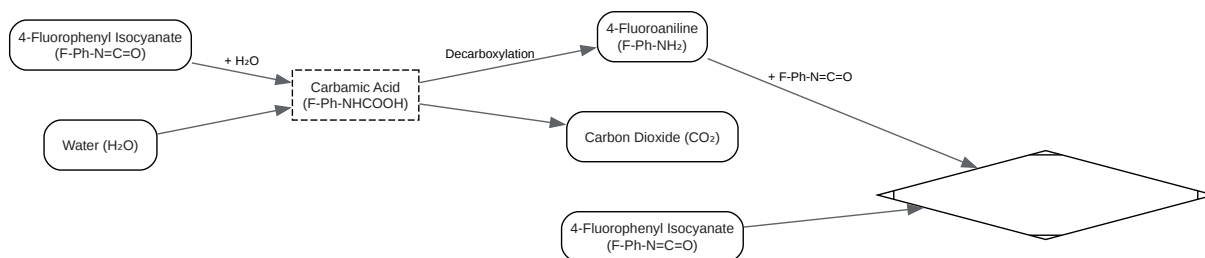 4-Fluorophenyl Isocyanate
(F-Ph-N=C=O)
+ H₂O
Water (H₂O)
Carbamic Acid
(F-Ph-NHCOOH)
Decarboxylation
4-Fluoroaniline
(F-Ph-NH₂)
Carbon Dioxide (CO₂)
+ F-Ph-N=C=O
4-Fluorophenyl Isocyanate
(F-Ph-N=C=O)